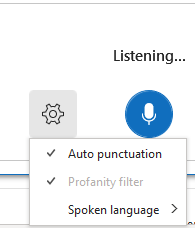 Listening...
Auto punctuation
Profanity filter
Spoken language